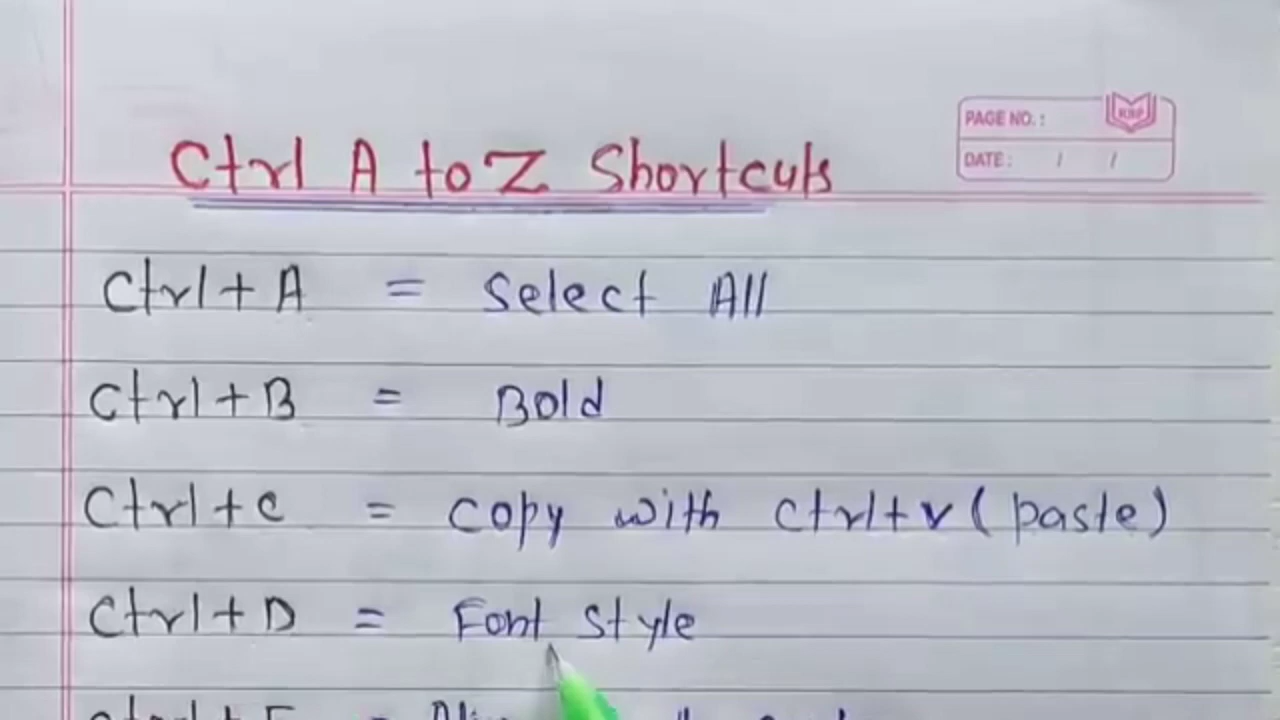 PAGE NO. :
DATE : / /
Ctrl A to Z Shortcuts
Ctrl + A = Select All
Ctrl + B = Bold
Ctrl + C = Copy with Ctrl+v (paste)
Ctrl + D = Font Style